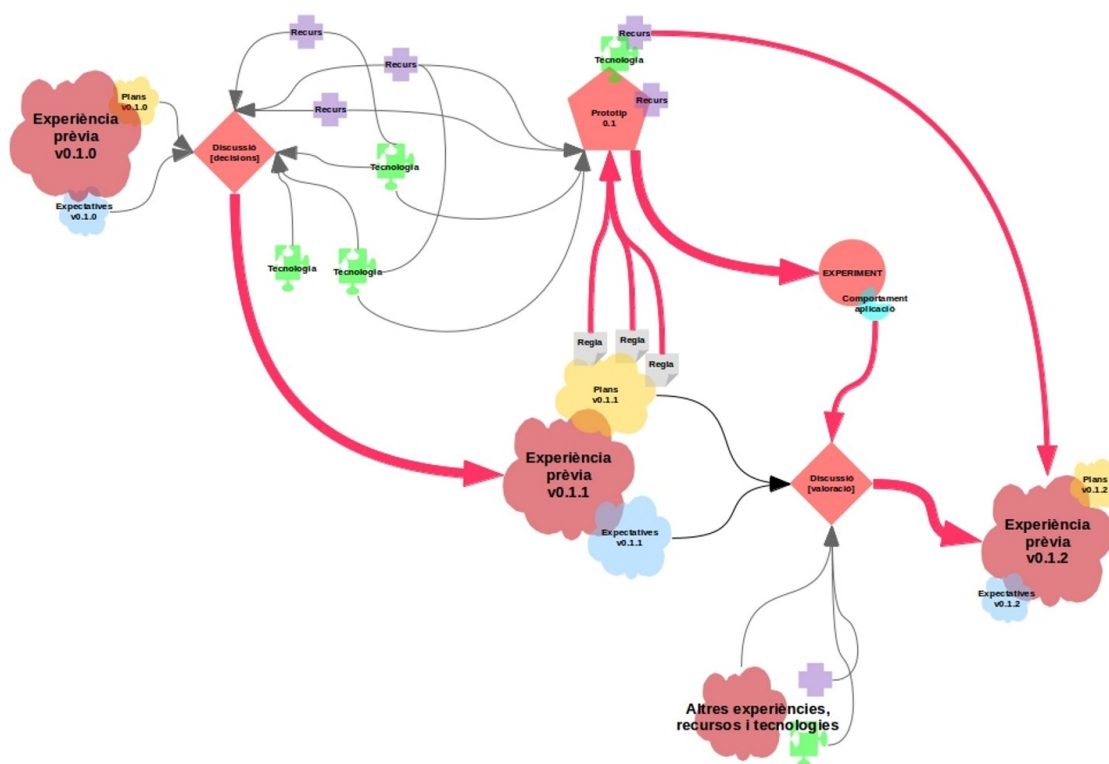 Recurs
Recurs
Tecnologia
Recurs
Plans
v0.1.0
Experiència
prèvia
v0.1.0
Recurs
Recurs
Prototip
0.1
Discussió
[decisions]
Tecnologia
Expectatives
v0.1.0
Tecnologia
Tecnologia
EXPERIMENT
Comportament
aplicació
Regla
Regla
Regla
Plans
v0.1.1
Experiència
prèvia
v0.1.1
Expectatives
v0.1.1
Discussió
[valoració]
Plans
v0.1.2
Experiència
prèvia
v0.1.2
Expectatives
v0.1.2
Altres experiències,
recursos i tecnologies